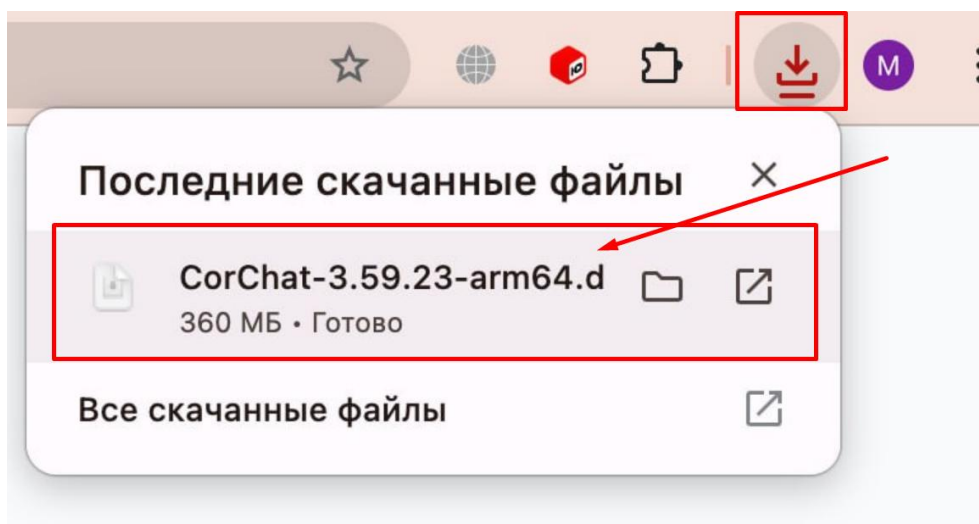 M
Последние скачанные файлы
CorChat-3.59.23-arm64.d
360 МБ • Готово
Все скачанные файлы